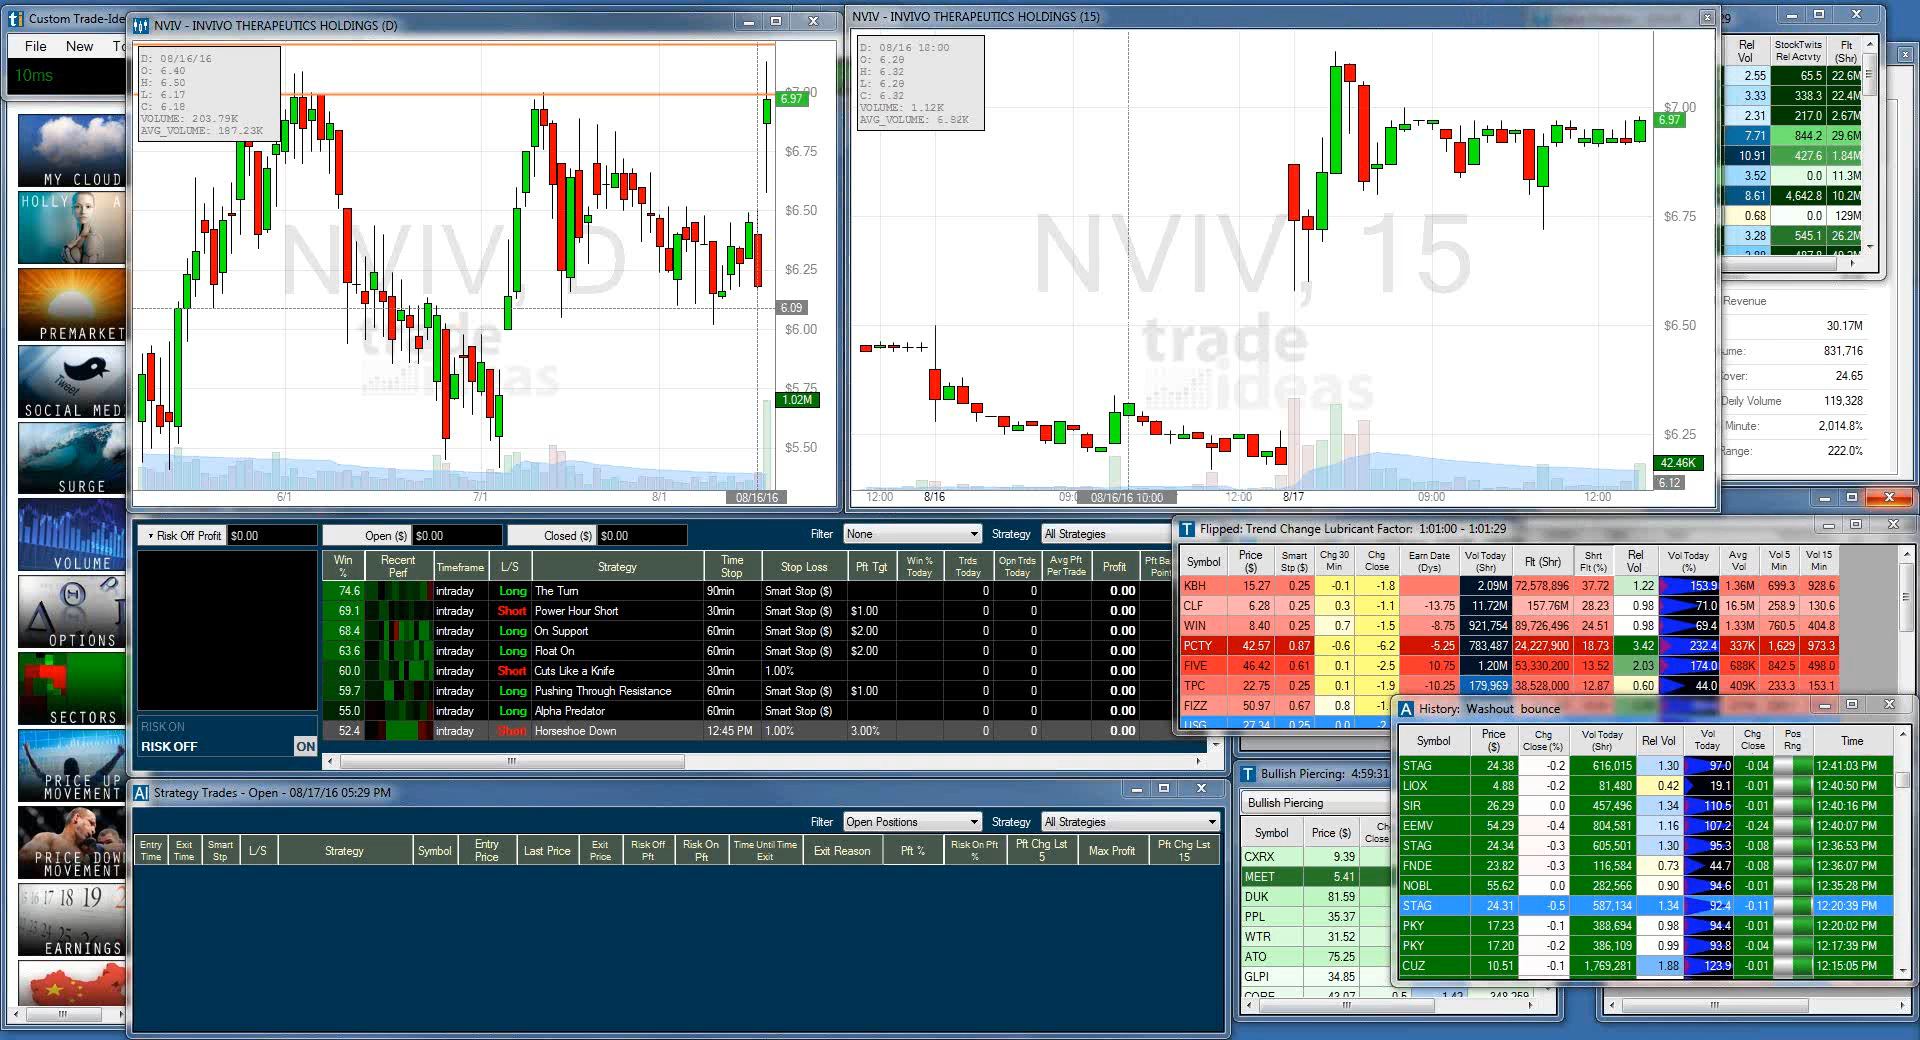 Custom Trade-Ide
File New To
10ms
MY CLOUD
HOLLY A
PREMARKET
Tweet
SOCIAL MED
SURGE
VOLUME
OPTIONS
SECTORS
PRICE UP
MOVEMENT
PRICE DOWN
MOVEMENT
EARNINGS
NVIV - INVIVO THERAPEUTICS HOLDINGS (D)
D: 08/16/16
O: 6.40
H: 6.50
L: 6.17
C: 6.18
VOLUME: 203.79K
AVG_VOLUME: 187.23K
NVIV, D
trade
ideas
$7.00
6.97
$6.75
$6.50
$6.25
6.09
$6.00
$5.75
1.02M
$5.50
6/1 7/1 8/1 08/16/16
NVIV - INVIVO THERAPEUTICS HOLDINGS (15)
D: 08/16 10:00
O: 6.28
H: 6.32
L: 6.28
C: 6.32
VOLUME: 1.12K
AVG_VOLUME: 6.82K
NVIV, 15
trade
ideas
$7.00
6.97
$6.75
$6.50
$6.25
42.46K
6.12
12:00 8/16 09:0 08/16/16 10:00 12:00 8/17 09:00 12:00
Rel Vol StockTwits Rel Actvty Flt (Shr)
2.55 65.5 22.6M
3.33 338.3 22.4M
2.31 217.0 2.67M
7.71 844.2 29.6M
10.91 427.6 1.84M
3.52 0.0 11.3M
8.61 4,642.8 10.2M
0.68 0.0 129M
3.28 545.1 26.2M
Revenue
30.17M
ume: 831,716
over: 24.65
Daily Volume 119,328
Minute: 2,014.8%
Range: 222.0%
Risk Off Profit $0.00 Open ($) $0.00 Closed ($) $0.00 Filter None Strategy All Strategies
Win % Recent Perf Timeframe L/S Strategy Time Stop Stop Loss Pft Tgt Win % Today Trds Today Opn Trds Today Avg Pft Per Trade Profit Pft Ba Poin
74.6 intraday Long The Turn 90min Smart Stop ($) 0 0 0.00
69.1 intraday Short Power Hour Short 30min Smart Stop ($) $1.00 0 0 0.00
68.4 intraday Long On Support 60min Smart Stop ($) $2.00 0 0 0.00
63.6 intraday Long Float On 60min Smart Stop ($) $2.00 0 0 0.00
60.0 intraday Short Cuts Like a Knife 30min 1.00% 0 0 0.00
59.7 intraday Long Pushing Through Resistance 60min Smart Stop ($) $1.00 0 0 0.00
55.0 intraday Long Alpha Predator 60min Smart Stop ($) 0 0 0.00
52.4 intraday Short Horseshoe Down 12:45 PM 1.00% 3.00% 0 0 0.00
RISK ON
RISK OFF ON
AI Strategy Trades - Open - 08/17/16 05:29 PM
Filter Open Positions Strategy All Strategies
Entry Time Exit Time Smart Stp L/S Strategy Symbol Entry Price Last Price Exit Price Risk Off Pft Risk On Pft Time Until Time Exit Exit Reason Pft % Risk On Pft % Pft Chg Lst 5 Max Profit Pft Chg Lst 15
T Flipped: Trend Change Lubricant Factor: 1:01:00 - 1:01:29
Symbol Price ($) Smart Stp ($) Chg 30 Min Chg Close Earn Date (Dys) Vol Today (Shr) Flt (Shr) Shrt Flt (%) Rel Vol Vol Today (%) Avg Vol Vol 5 Min Vol 15 Min
KBH 15.27 0.25 -0.1 -1.8 2.09M 72,578,896 37.72 1.22 153.9 1.36M 699.3 928.6
CLF 6.28 0.25 0.3 -1.1 -13.75 11.72M 157.76M 28.23 0.98 71.0 16.5M 258.9 130.6
WIN 8.40 0.25 0.7 -1.5 -8.75 921,754 89,726,496 24.51 0.98 69.4 1.33M 760.5 404.8
PCTY 42.57 0.87 -0.6 -6.2 -5.25 783,487 24,227,900 18.73 3.42 232.4 337K 1,629 973.3
FIVE 46.42 0.61 0.1 -2.5 10.75 1.20M 53,330,200 13.52 2.03 174.0 688K 842.5 498.0
TPC 22.75 0.25 0.1 -1.9 -10.25 179,969 38,528,000 12.87 0.60 44.0 409K 233.3 153.1
FIZZ 50.97 0.67 0.8
USG 27.34 0.25 0.0
A History: Washout bounce
Symbol Price ($) Chg Close (%) Vol Today (Shr) Rel Vol Vol Today Chg Close Pos Rng Time
STAG 24.38 -0.2 616,015 1.30 97.0 -0.04 12:41:03 PM
LIOX 4.88 -0.2 81,480 0.42 19.1 -0.01 12:40:50 PM
SIR 26.29 0.0 457,496 1.34 110.5 -0.01 12:40:16 PM
EEMV 54.29 -0.4 804,581 1.16 107.2 -0.24 12:40:07 PM
STAG 24.34 -0.3 605,501 1.30 95.3 -0.08 12:36:53 PM
FNDE 23.82 -0.3 116,584 0.73 44.7 -0.08 12:36:07 PM
NOBL 55.62 0.0 282,566 0.90 94.6 -0.01 12:35:28 PM
STAG 24.31 -0.5 587,134 1.34 92.4 -0.11 12:20:39 PM
PKY 17.23 -0.1 388,694 0.98 94.4 -0.01 12:20:02 PM
PKY 17.20 -0.2 386,109 0.99 93.8 -0.04 12:17:39 PM
CUZ 10.51 -0.1 1,769,281 1.88 123.9 -0.01 12:15:05 PM
T Bullish Piercing: 4:59:31
Bullish Piercing
Symbol Price ($) Ch Close
CXRX 9.39
MEET 5.41
DUK 81.59
PPL 35.37
WTR 31.52
ATO 75.25
GLPI 34.85
CORE 43.07 0.5 1.42 348,259